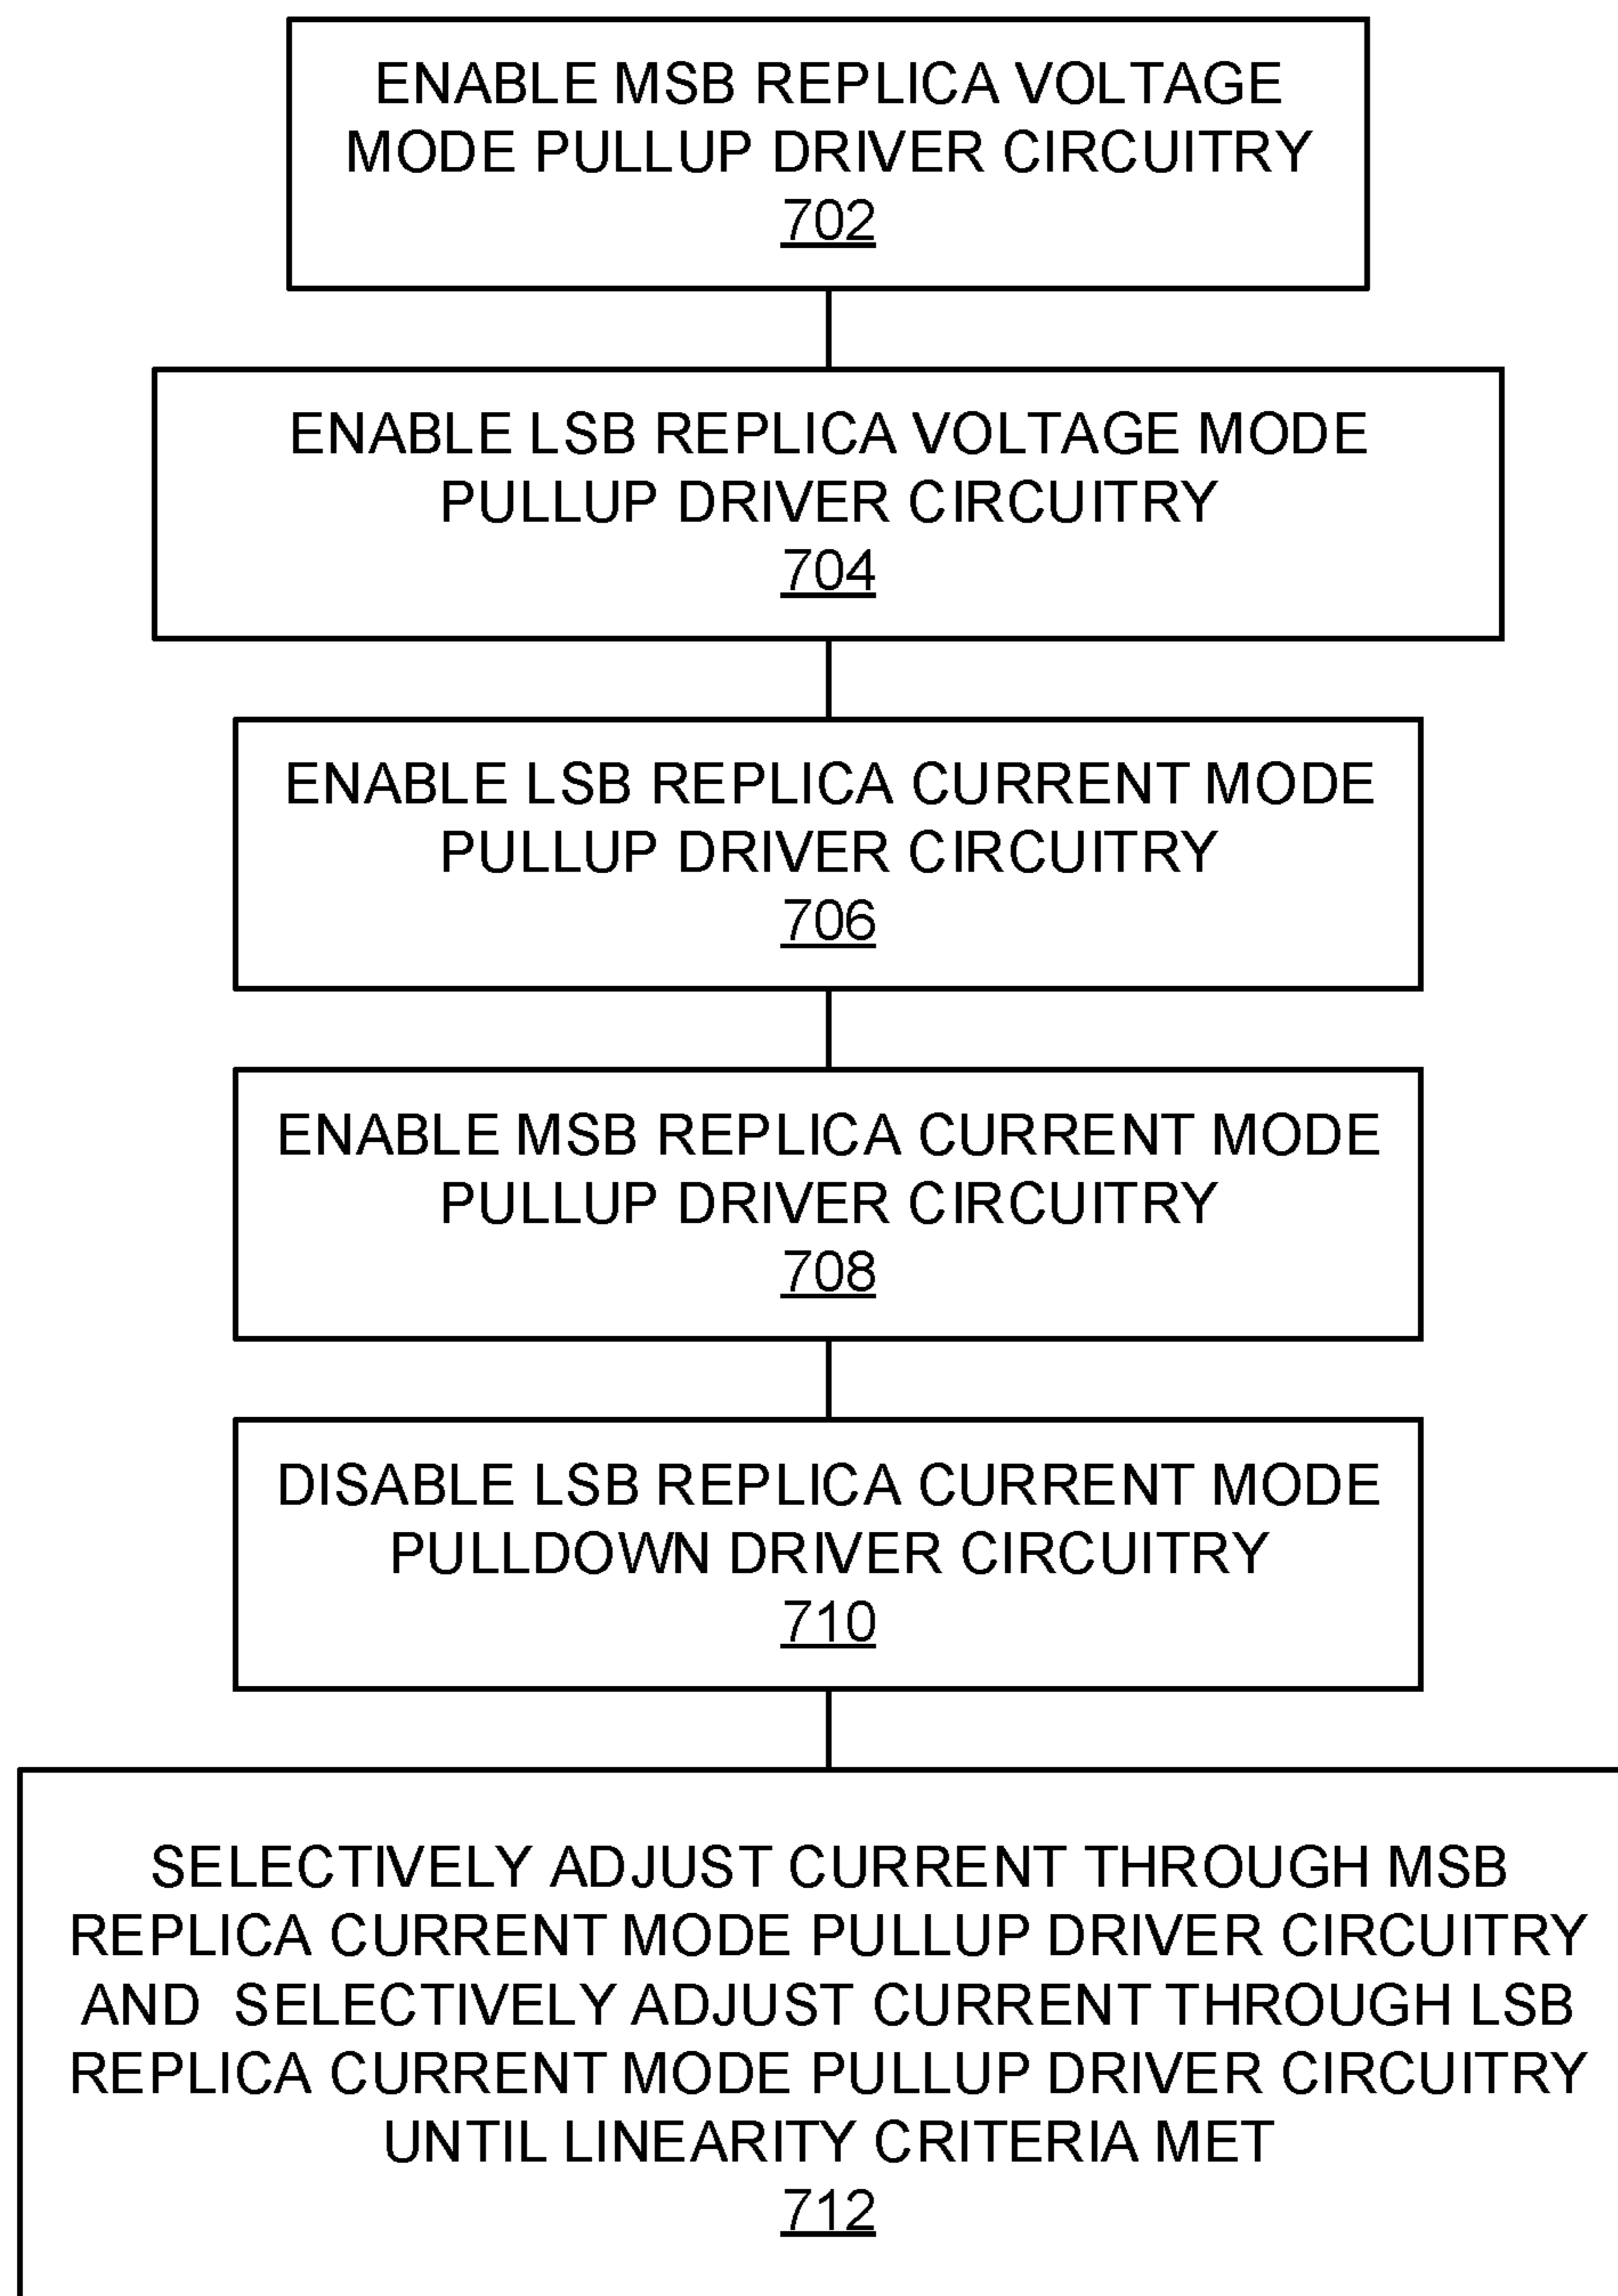 ENABLE MSB REPLICA VOLTAGE
MODE PULLUP DRIVER CIRCUITRY
702
ENABLE LSB REPLICA VOLTAGE MODE
PULLUP DRIVER CIRCUITRY
704
ENABLE LSB REPLICA CURRENT MODE
PULLUP DRIVER CIRCUITRY
706
ENABLE MSB REPLICA CURRENT MODE
PULLUP DRIVER CIRCUITRY
708
DISABLE LSB REPLICA CURRENT MODE
PULLDOWN DRIVER CIRCUITRY
710
SELECTIVELY ADJUST CURRENT THROUGH MSB
REPLICA CURRENT MODE PULLUP DRIVER CIRCUITRY
AND SELECTIVELY ADJUST CURRENT THROUGH LSB
REPLICA CURRENT MODE PULLUP DRIVER CIRCUITRY
UNTIL LINEARITY CRITERIA MET
712